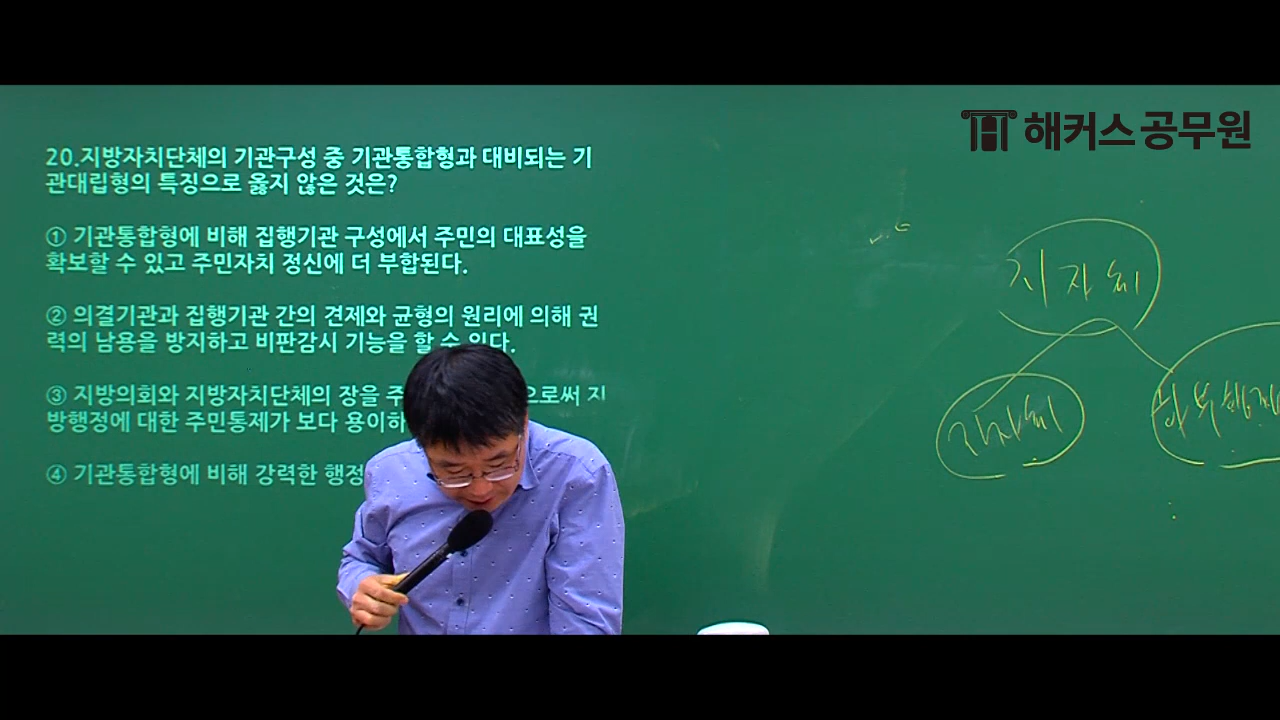 해커스공무원
20.지방자치단체의 기관구성 중 기관통합형과 대비되는 기
관대립형의 특징으로 옳지 않은 것은?
① 기관통합형에 비해 집행기관 구성에서 주민의 대표성을
확보할 수 있고 주민자치 정신에 더 부합된다.
② 의결기관과 집행기관 간의 견제와 균형의 원리에 의해 권
력의 남용을 방지하고 비판감시 기능을 할 수 있다.
③ 지방의회와 지방자치단체의 장을 주 으로써 지
방행정에 대한 주민통제가 보다 용이하
④ 기관통합형에 비해 강력한 행정
지자체